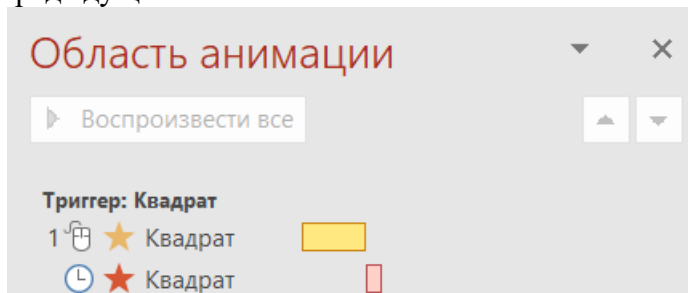 Область анимации
Воспроизвести все
Триггер: Квадрат
1 Квадрат
Квадрат